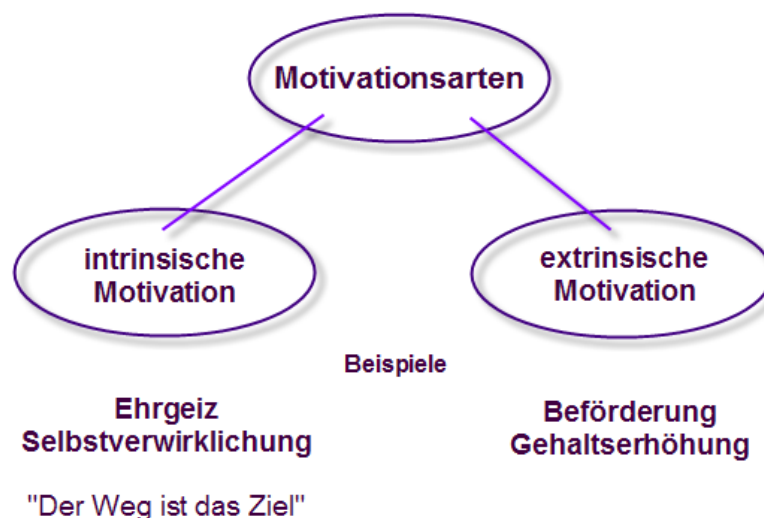 Motivationsarten
intrinsische
Motivation
extrinsische
Motivation
Beispiele
Ehrgeiz
Selbstverwirklichung
Beförderung
Gehaltserhöhung
"Der Weg ist das Ziel"